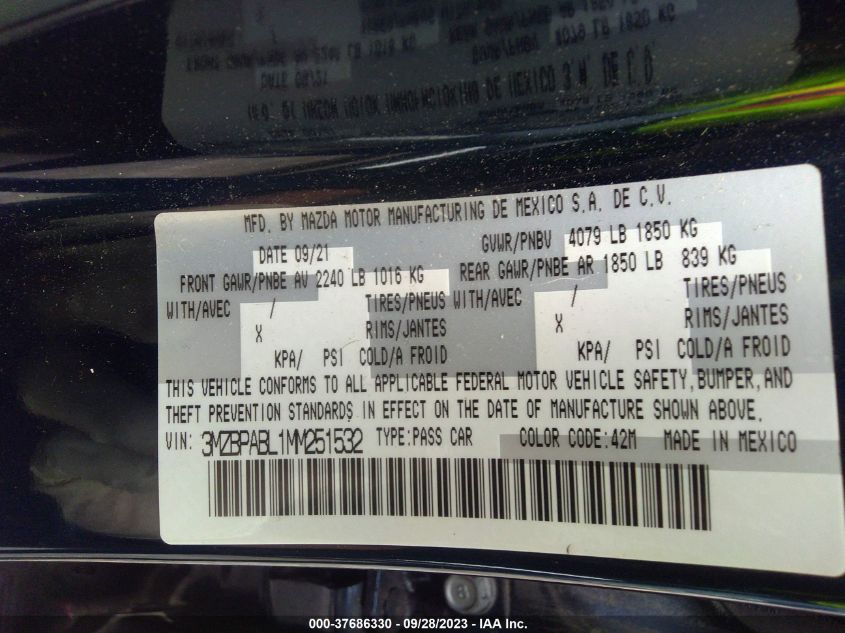 MFD. BY MAZDA MOTOR MANUFACTURING DE MEXICO S.A. DE C.V.
DATE 09/21 GVWR/PNBV 4079 LB 1850 KG
FRONT GAWR/PNBE AV 2240 LB 1016 KG REAR GAWR/PNBE AR 1850 LB 839 KG
WITH/AVEC / TIRES/PNEUS WITH/AVEC / TIRES/PNEUS
X RIMS/JANTES X RIMS/JANTES
KPA/ PSI COLD/A FROID KPA/ PSI COLD/A FROID
THIS VEHICLE CONFORMS TO ALL APPLICABLE FEDERAL MOTOR VEHICLE SAFETY, BUMPER, AND
THEFT PREVENTION STANDARDS IN EFFECT ON THE DATE OF MANUFACTURE SHOWN ABOVE.
VIN: 3MZBPABL1MM251532 TYPE:PASS CAR COLOR CODE:42M MADE IN MEXICO
8
000-37686330 - 09/28/2023 - IAA Inc.